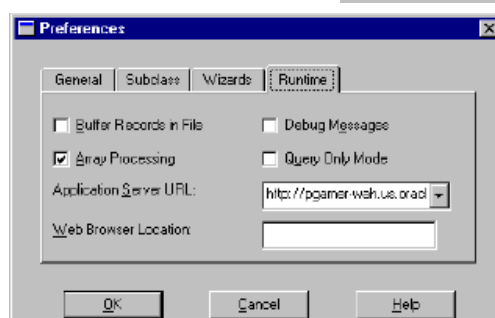 Preferences
General Subclass Wizards Runtime
Buffer Records in File Debug Messages
Array Processing Query Only Mode
Application Server URL: http://pgarner-wah.us.oracl
Web Browser Location:
OK Cancel Help